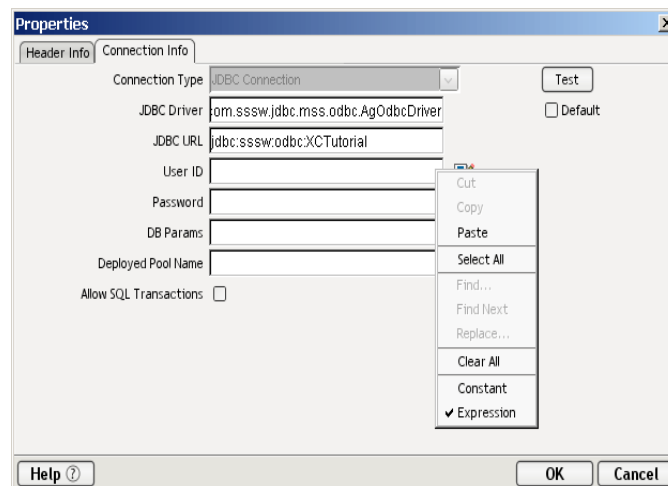 Properties
Header Info
Connection Info
Connection Type JDBC Connection
Test
JDBC Driver com.sssw.jdbc.mss.odbc.AgOdbcDriver
Default
JDBC URL jdbc:sssw:odbc:XCTutorial
User ID
Password
DB Params
Deployed Pool Name
Allow SQL Transactions
Cut
Copy
Paste
Select All
Find...
Find Next
Replace...
Clear All
Constant
Expression
Help ?
OK
Cancel